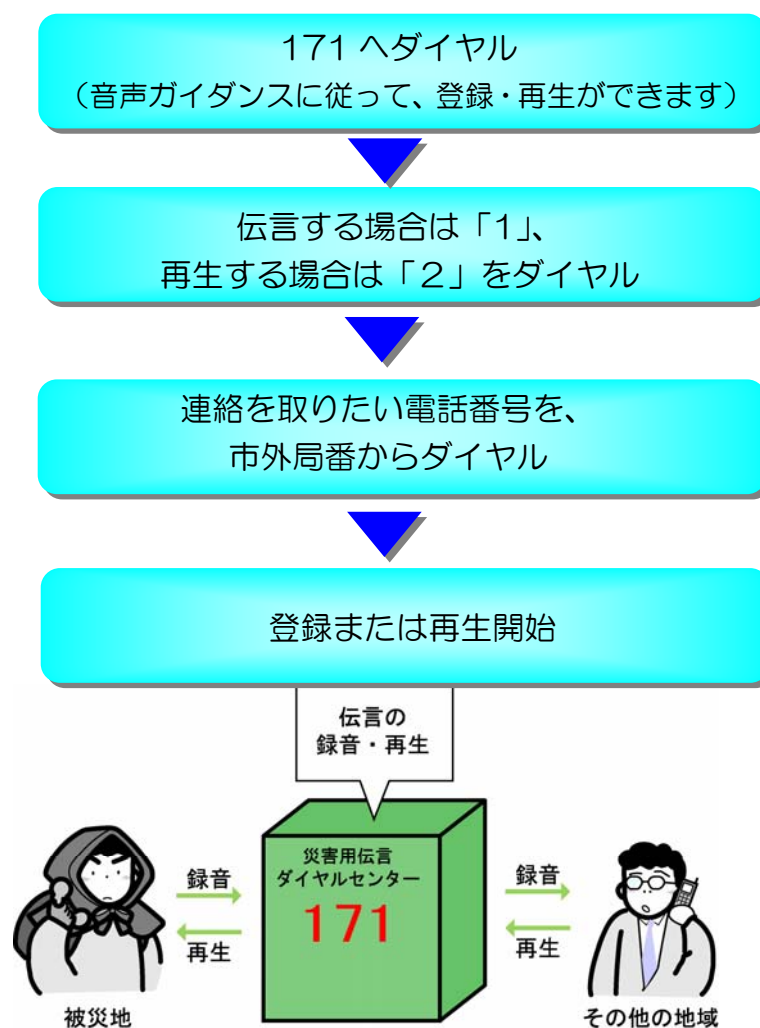 171 へダイヤル
（音声ガイダンスに従って、登録・再生ができます）
伝言する場合は「1」、
再生する場合は「２」をダイヤル
連絡を取りたい電話番号を、
市外局番からダイヤル
登録または再生開始
伝言の
録音・再生
災害用伝言
ダイヤルセンター
171
録音
再生
録音
再生
被災地
その他の地域